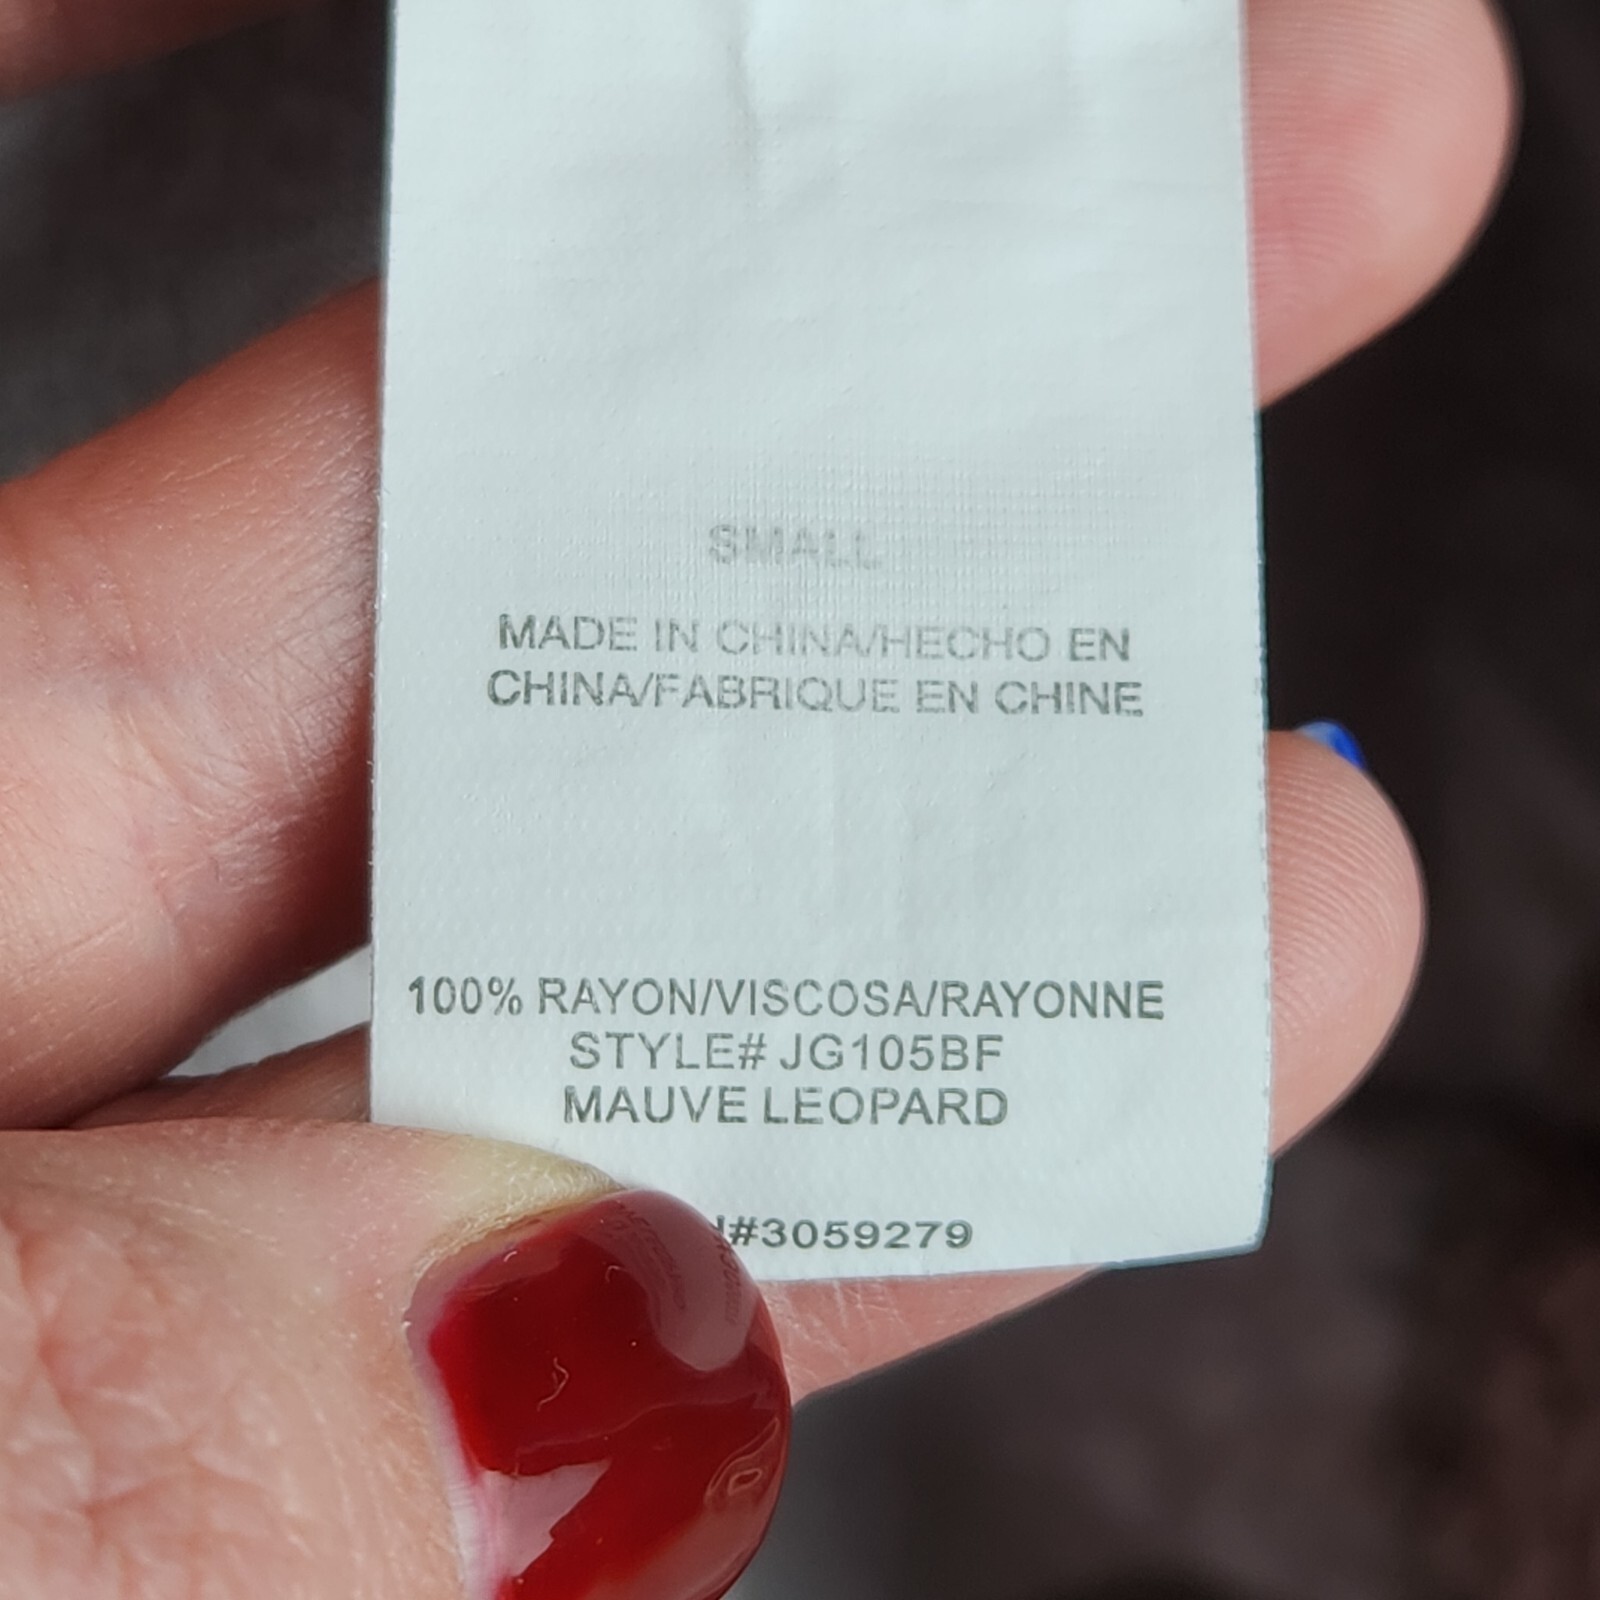 SMALL
MADE IN CHINA/HECHO EN
CHINA/FABRIQUE EN CHINE
100% RAYON/VISCOSA/RAYONNE
STYLE# JG105BF
MAUVE LEOPARD
#3059279